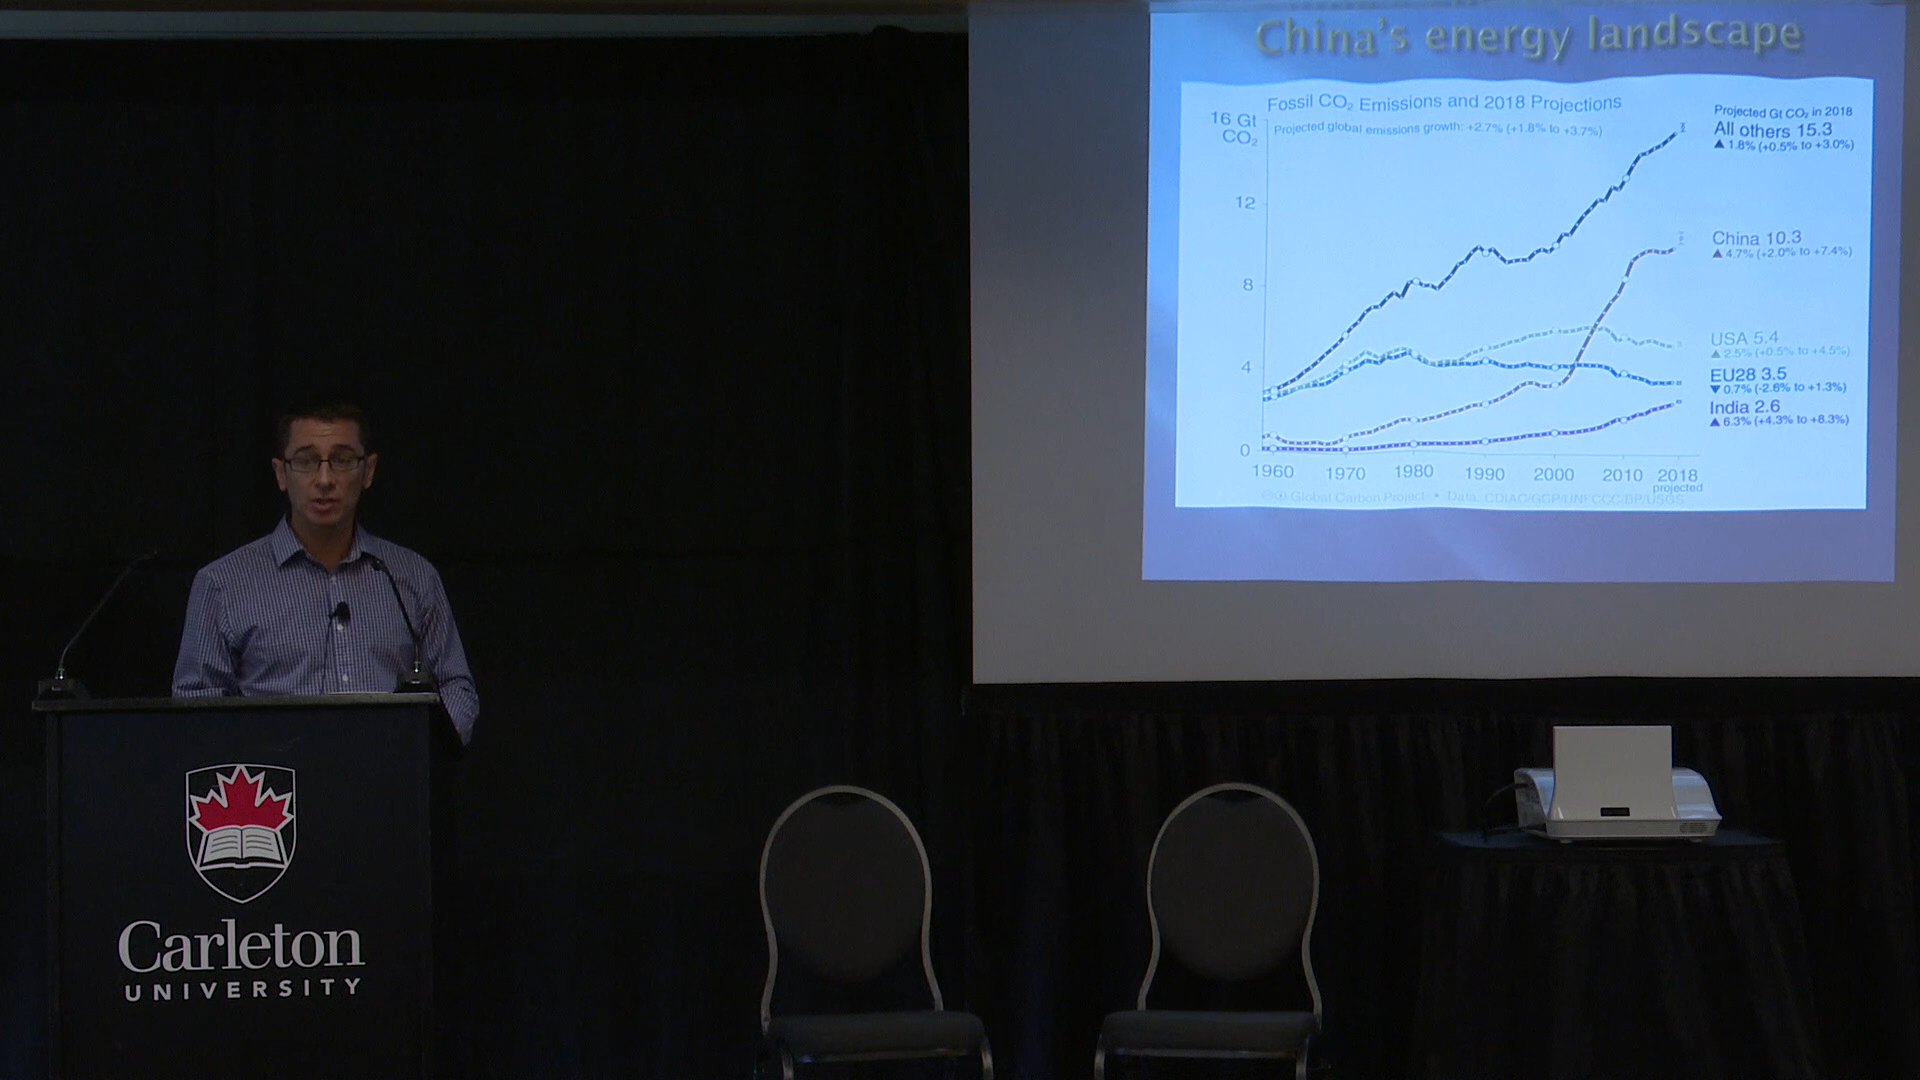 China's energy landscape
Fossil CO₂ Emissions and 2018 Projections
Projected global emissions growth: +2.7% (+1.8% to +3.7%)
16 Gt
CO₂
12
8
4
0
1960 1970 1980 1990 2000 2010 2018
projected
Projected Gt CO₂ in 2018
All others 15.3
▲ 1.8% (+0.5% to +3.0%)
China 10.3
▲ 4.7% (+2.0% to +7.4%)
USA 5.4
▲ 2.5% (+0.5% to +4.5%)
EU28 3.5
▼ 0.7% (-2.6% to +1.3%)
India 2.6
▲ 6.3% (+4.3% to +8.3%)
Global Carbon Project • Data: CDIAC/GCP/UNFCCC/BP/USGS
Carleton
UNIVERSITY